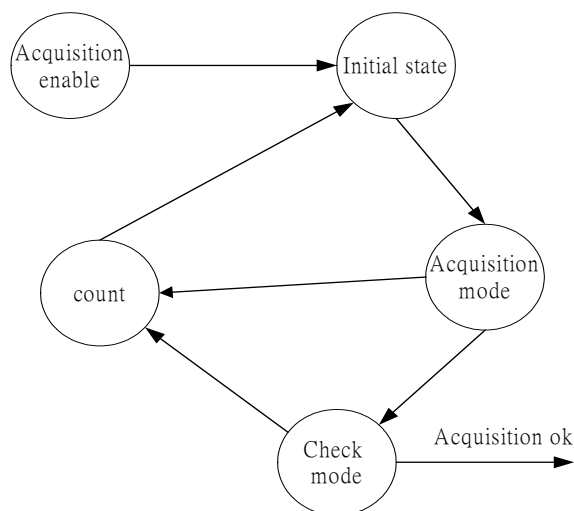 Acquisition
enable
Initial state
Acquisition
mode
count
Check
mode
Acquisition ok